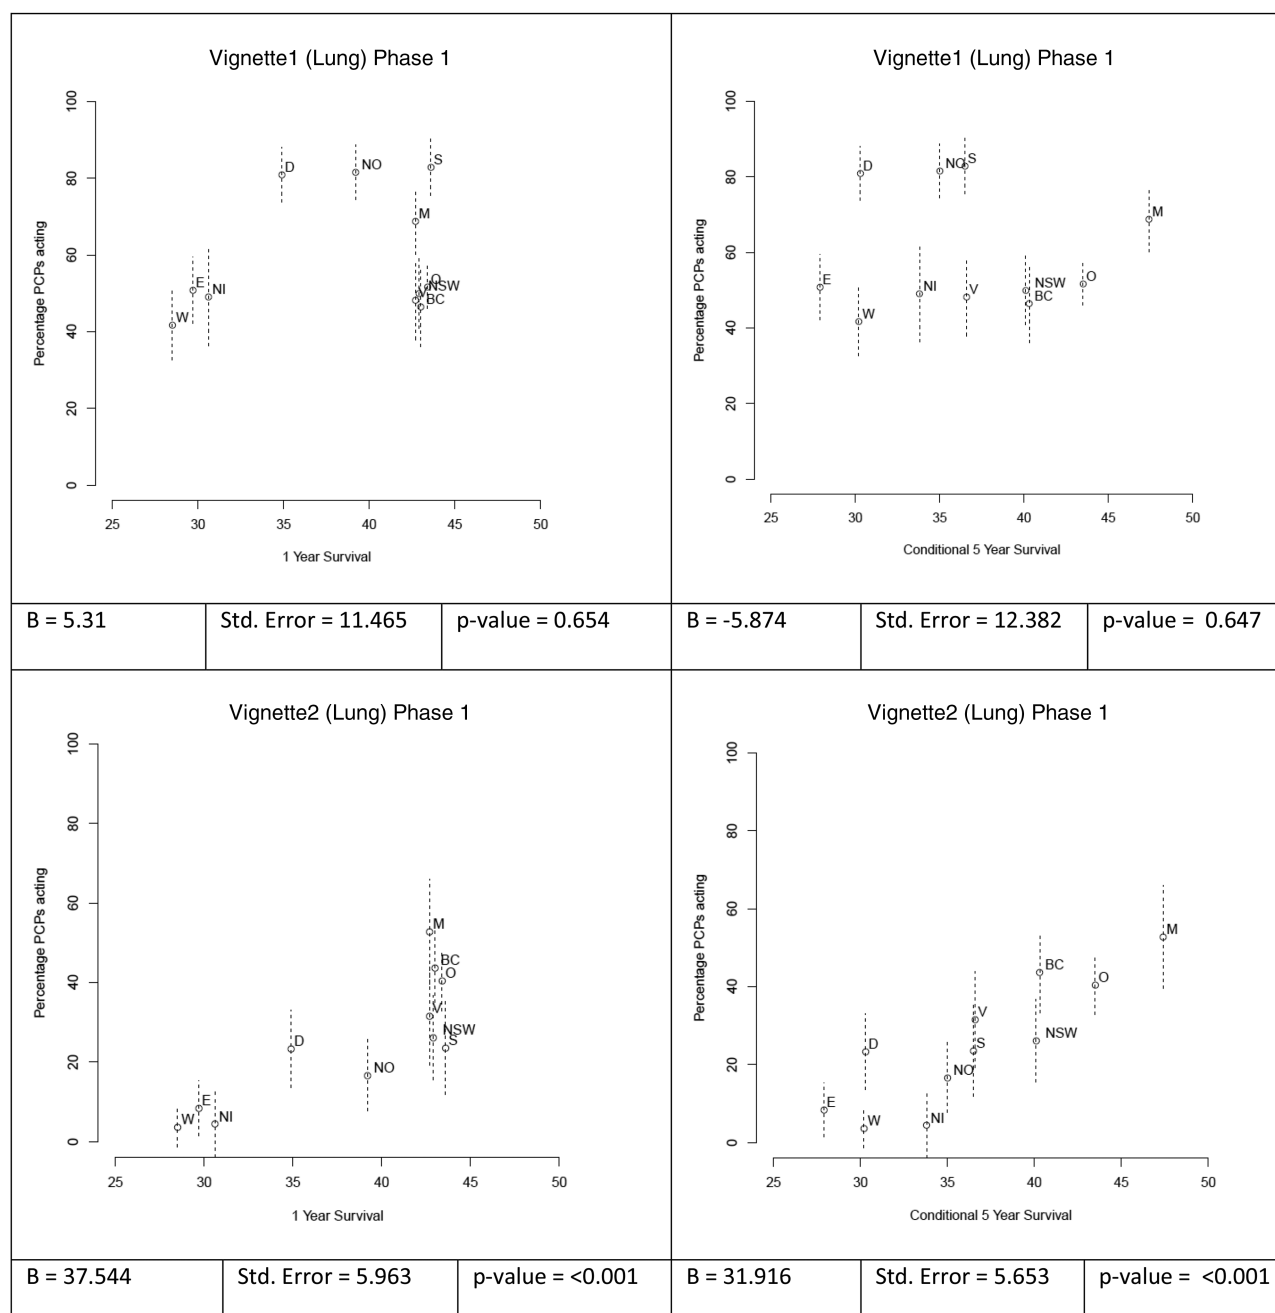 Vignette1 (Lung) Phase 1
Percentage PCPs acting
100
80
60
40
20
0
D
NO
S
M
E
NI
W
O
NSW
V
BC
25 30 35 40 45 50
1 Year Survival
B = 5.31 Std. Error = 11.465 p-value = 0.654
Vignette1 (Lung) Phase 1
Percentage PCPs acting
100
80
60
40
20
0
D
NO
S
M
E
W
NI
V
NSW
BC
O
25 30 35 40 45 50
Conditional 5 Year Survival
B = -5.874 Std. Error = 12.382 p-value = 0.647
Vignette2 (Lung) Phase 1
Percentage PCPs acting
100
80
60
40
20
0
M
BC
O
V
NSW
S
D
NO
E
W
NI
25 30 35 40 45 50
1 Year Survival
B = 37.544 Std. Error = 5.963 p-value = <0.001
Vignette2 (Lung) Phase 1
Percentage PCPs acting
100
80
60
40
20
0
M
BC
O
V
NSW
S
D
NO
E
W
NI
25 30 35 40 45 50
Conditional 5 Year Survival
B = 31.916 Std. Error = 5.653 p-value = <0.001